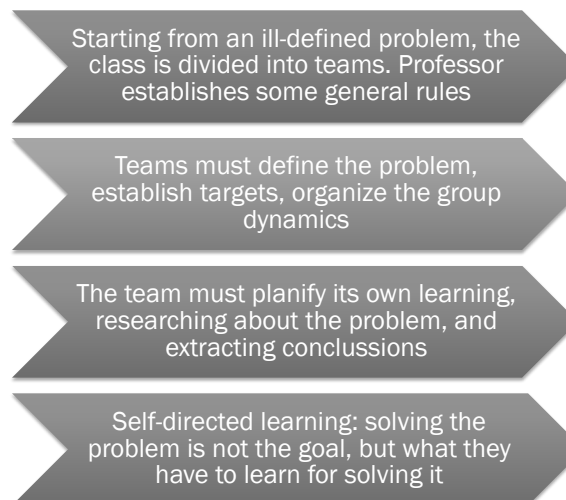 Starting from an ill-defined problem, the
class is divided into teams. Professor
establishes some general rules
Teams must define the problem,
establish targets, organize the group
dynamics
The team must planify its own learning,
researching about the problem, and
extracting conclussions
Self-directed learning: solving the
problem is not the goal, but what they
have to learn for solving it